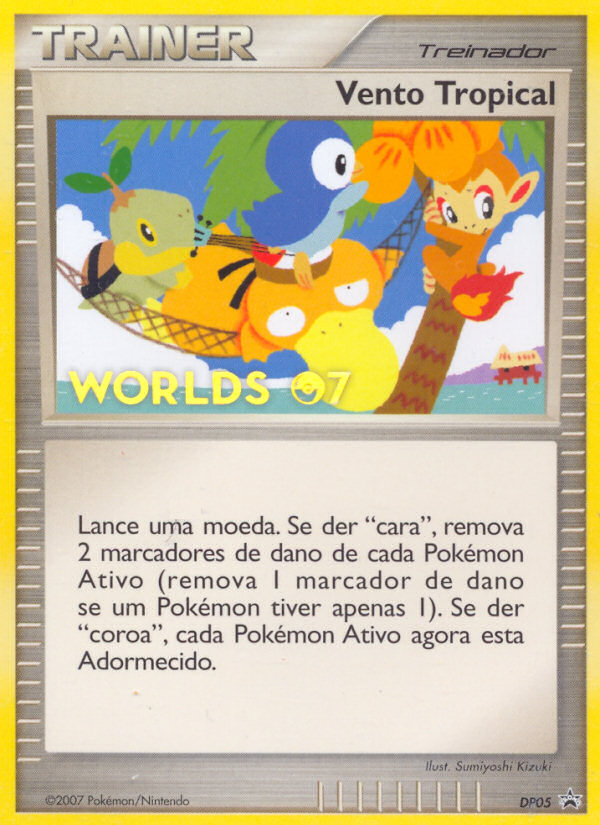 TRAINER
Treinador
Vento Tropical
WORLDS 07
Lance uma moeda. Se der “cara”, remova
2 marcadores de dano de cada Pokémon
Ativo (remova 1 marcador de dano
se um Pokémon tiver apenas 1). Se der
“coroa”, cada Pokémon Ativo agora esta
Adormecido.
Ilust. Sumiyoshi Kizuki
©2007 Pokémon/Nintendo
DP05